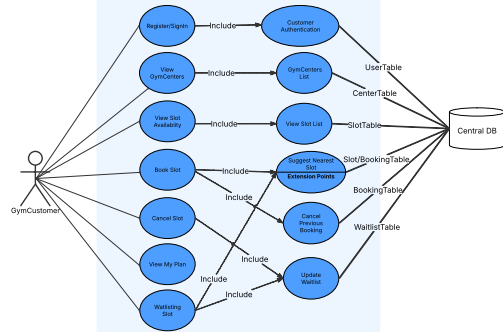 Register/SignIn
Include
Customer
Authentication
View
GymCenters
Include
GymCenters
List
UserTable
CenterTable
View Slot
Availablity
Include
View Slot List
SlotTable
Central DB
Book Slot
Include
Suggest Nearest
Slot
Extension Points
Slot/BookingTable
Include
BookingTable
GymCustomer
Cancel Slot
Cancel
Previous
Booking
WaitlistTable
View My Plan
Include
Include
Update
Waitlist
Include
Watlisting
Slot